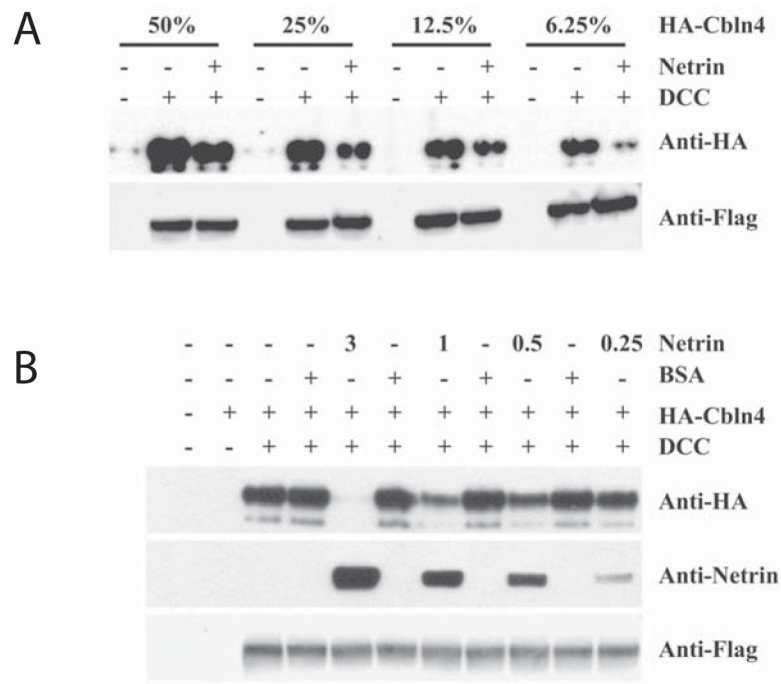 A
50% 25% 12.5% 6.25% HA-Cbln4
- - + - - + - - + - - + Netrin
- + + - + + - + + - + + DCC
Anti-HA
Anti-Flag
B
- - - - 3 - 1 - 0.5 - 0.25 Netrin
- - - + - + - + - + - BSA
- + + + + + + + + + + HA-Cbln4
- - + + + + + + + + + DCC
Anti-HA
Anti-Netrin
Anti-Flag